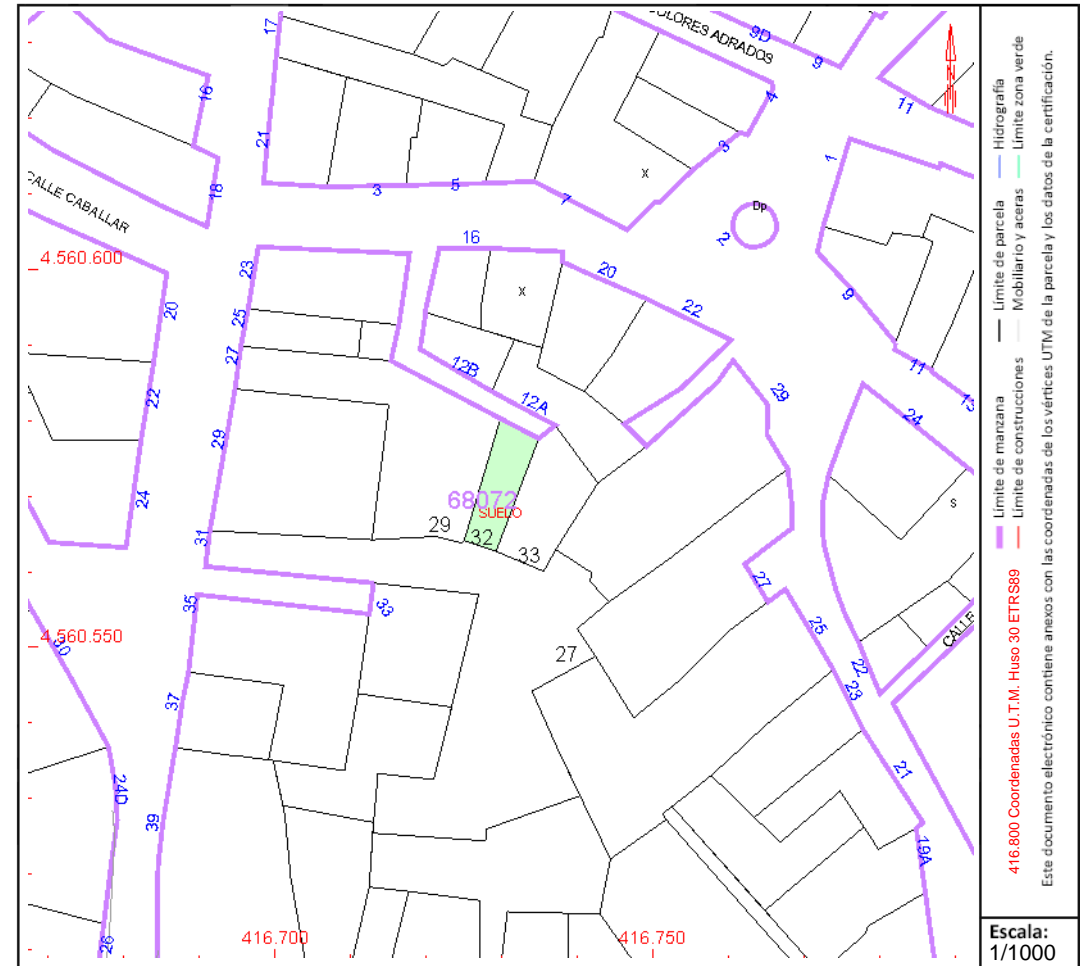 17
DOLORES ADRADOS
9D
9
11
16
4
21
3
1
18
3
5
7
X
Dp
2
CALLE CABALLAR
16
4.560.600
23
20
9
20
X
22
25
27
12B
12A
11
29
13
24
22
29
24
68072
SUELO
S
29
31
32
33
27
35
33
25
4.560.550
30
27
CALLE
22
23
37
21
24D
39
19A
26
416.700
416.750
Límite de manzana
Límite de parcela
Hidrografía
Límite de construcciones
Mobiliario y aceras
Límite zona verde
416.800 Coordenadas U.T.M. Huso 30 ETRS89
Este documento electrónico contiene anexos con las coordenadas de los vértices UTM de la parcela y los datos de la certificación.
Escala:
1/1000